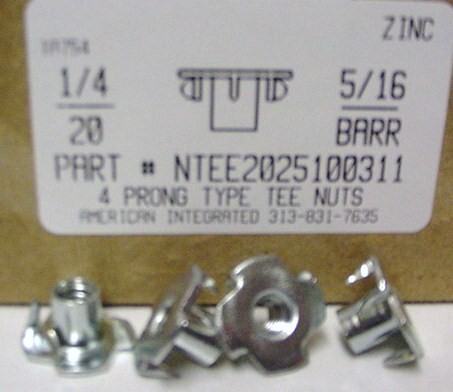 ZINC
1A754
1/4 5/16
20 BARR
PART # NTEE2025100311
4 PRONG TYPE TEE NUTS
AMERICAN INTEGRATED 313-831-7635